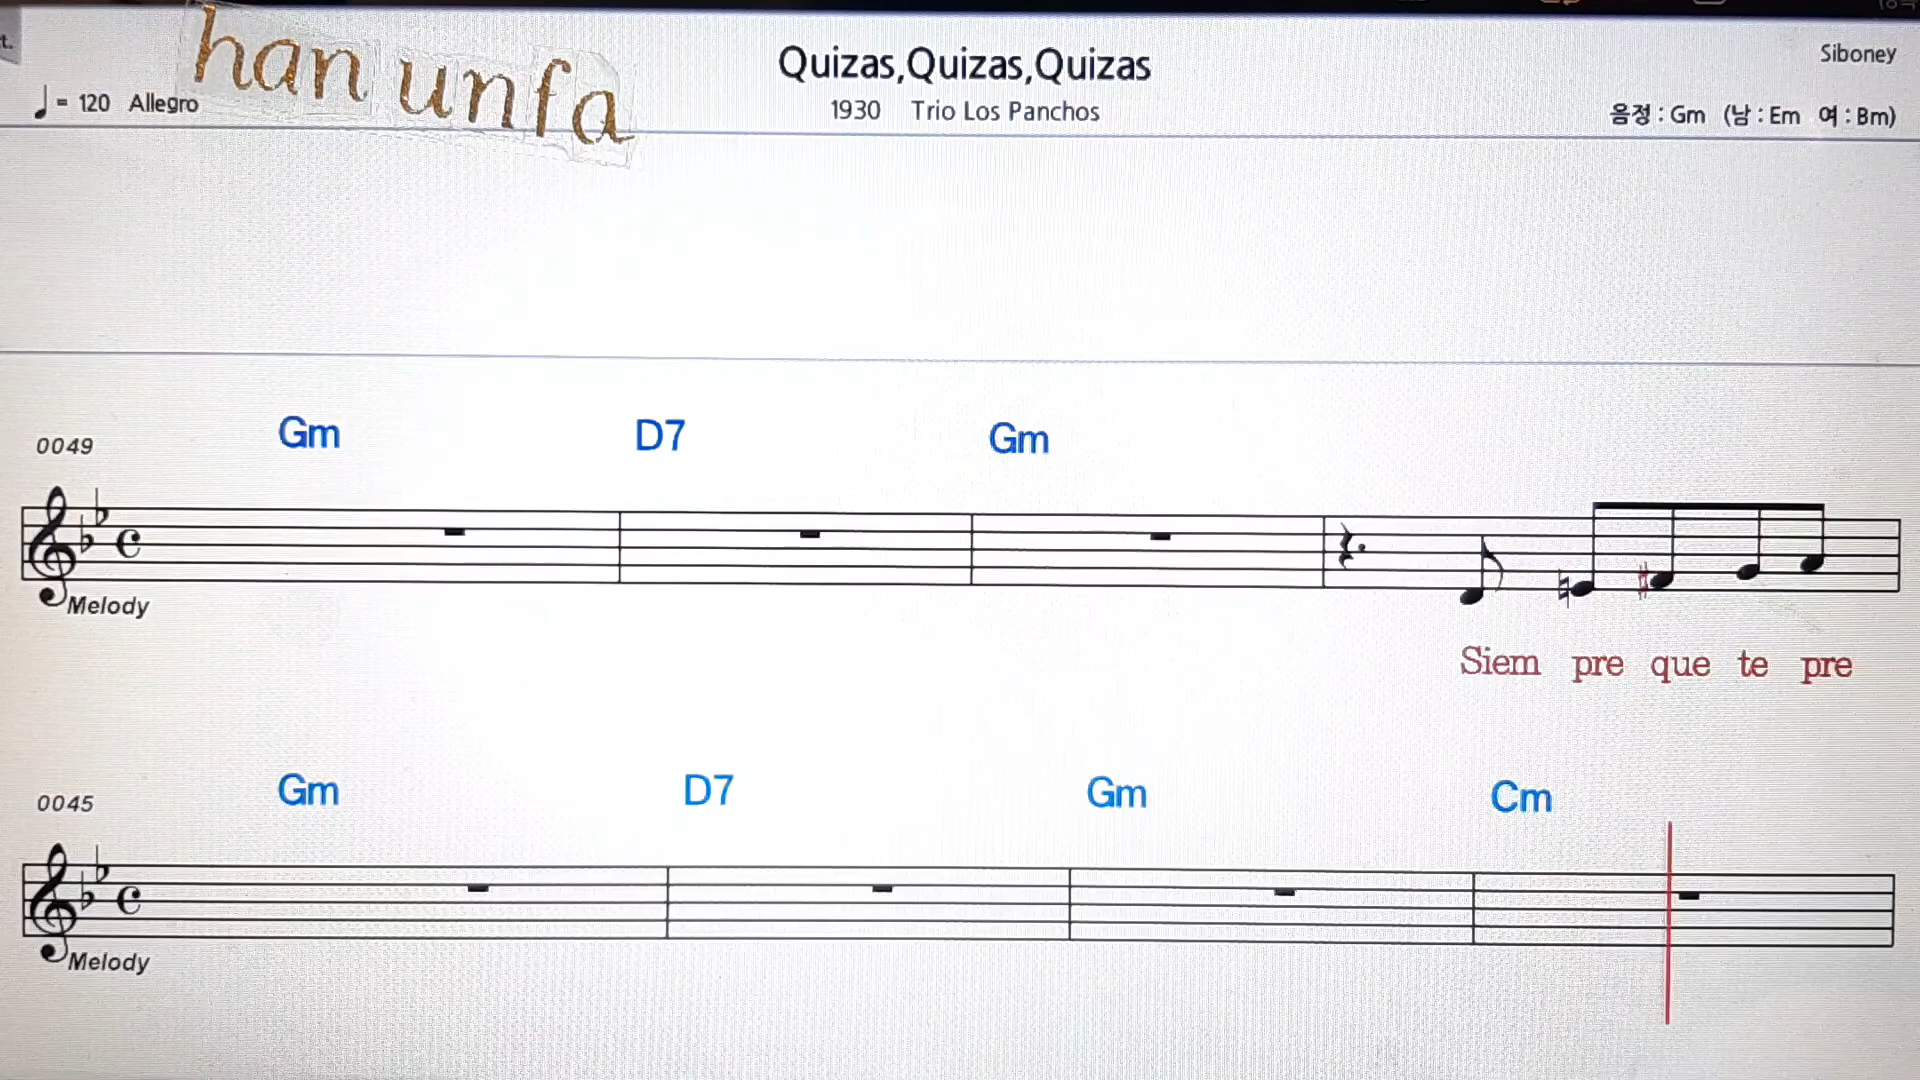 han unfa
Quizas,Quizas,Quizas
Siboney
= 120 Allegro
1930 Trio Los Panchos
음정 : Gm (남 : Em 여 : Bm)
Gm D7 Gm
0049
Melody
Siem pre que te pre
Gm D7 Gm Cm
0045
Melody